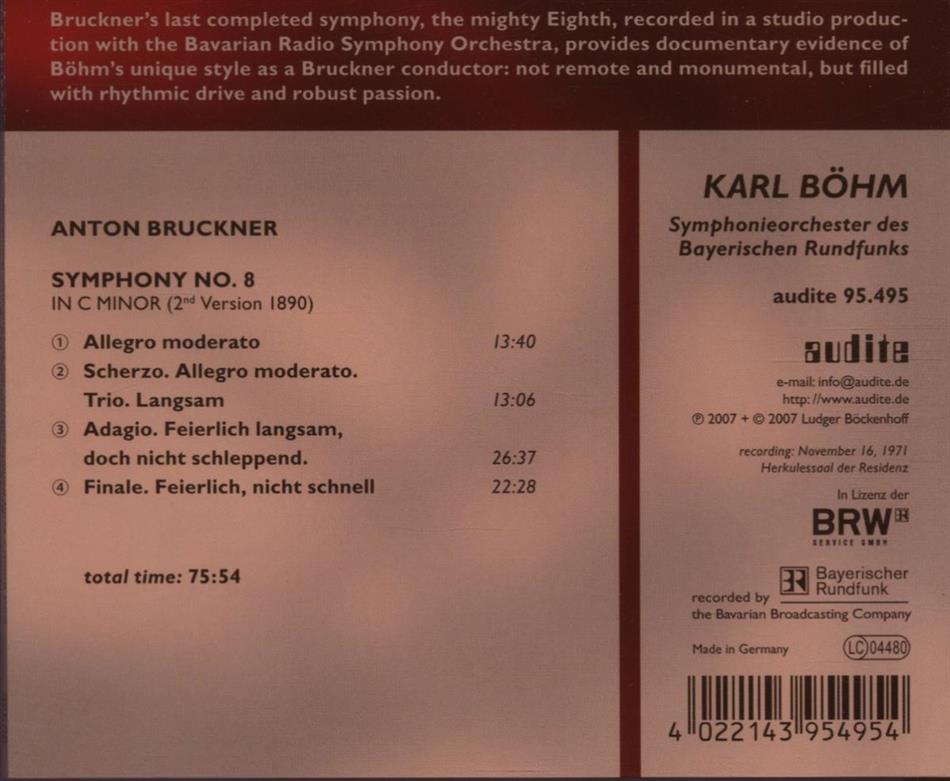 Bruckner's last completed symphony, the mighty Eighth, recorded in a studio produc-
tion with the Bavarian Radio Symphony Orchestra, provides documentary evidence of
Böhm's unique style as a Bruckner conductor: not remote and monumental, but filled
with rhythmic drive and robust passion.
ANTON BRUCKNER
SYMPHONY NO. 8
IN C MINOR (2nd Version 1890)
① Allegro moderato 13:40
② Scherzo. Allegro moderato.
Trio. Langsam 13:06
③ Adagio. Feierlich langsam,
doch nicht schleppend. 26:37
④ Finale. Feierlich, nicht schnell 22:28
total time: 75:54
KARL BÖHM
Symphonieorchester des
Bayerischen Rundfunks
audite 95.495
audite
e-mail: info@audite.de
http://www.audite.de
℗ 2007 + © 2007 Ludger Böckenhoff
recording: November 16, 1971
Herkulessaal der Residenz
In Lizenz der
BRW
SERVICE GMBH
Bayerischer
Rundfunk
recorded by
the Bavarian Broadcasting Company
Made in Germany LC 04480
4 022143 954954